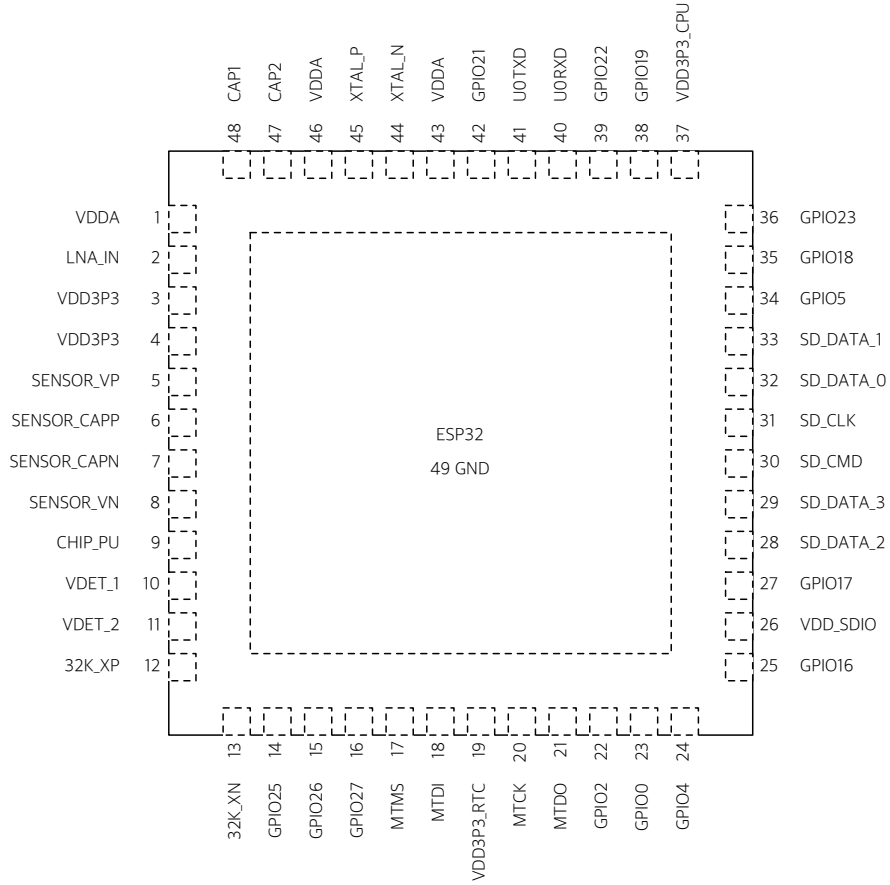 48 CAP1
47 CAP2
46 VDDA
45 XTAL_P
44 XTAL_N
43 VDDA
42 GPIO21
41 U0TXD
40 U0RXD
39 GPIO22
38 GPIO19
37 VDD3P3_CPU
VDDA 1
LNA_IN 2
VDD3P3 3
VDD3P3 4
SENSOR_VP 5
SENSOR_CAPP 6
SENSOR_CAPN 7
SENSOR_VN 8
CHIP_PU 9
VDET_1 10
VDET_2 11
32K_XP 12
ESP32
49 GND
36 GPIO23
35 GPIO18
34 GPIO5
33 SD_DATA_1
32 SD_DATA_0
31 SD_CLK
30 SD_CMD
29 SD_DATA_3
28 SD_DATA_2
27 GPIO17
26 VDD_SDIO
25 GPIO16
32K_XN 13
GPIO25 14
GPIO26 15
GPIO27 16
MTMS 17
MTDI 18
VDD3P3_RTC 19
MTCK 20
MTDO 21
GPIO2 22
GPIO0 23
GPIO4 24